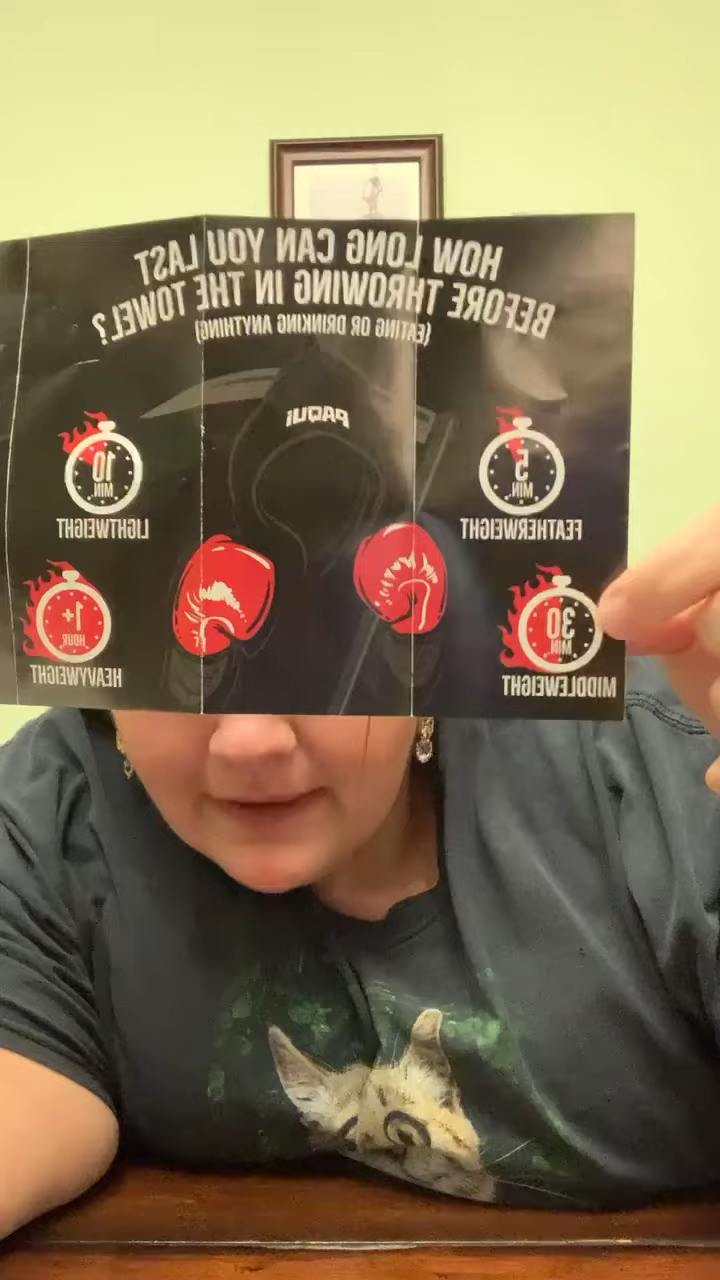 HOW LONG CAN YOU LAST
BEFORE THROWING IN THE TOWEL?
(EATING OR DRINKING ANYTHING)
PAQUI
5
MIN
FEATHERWEIGHT
10
MIN
LIGHTWEIGHT
30
MIN
MIDDLEWEIGHT
1+
HOUR
HEAVYWEIGHT